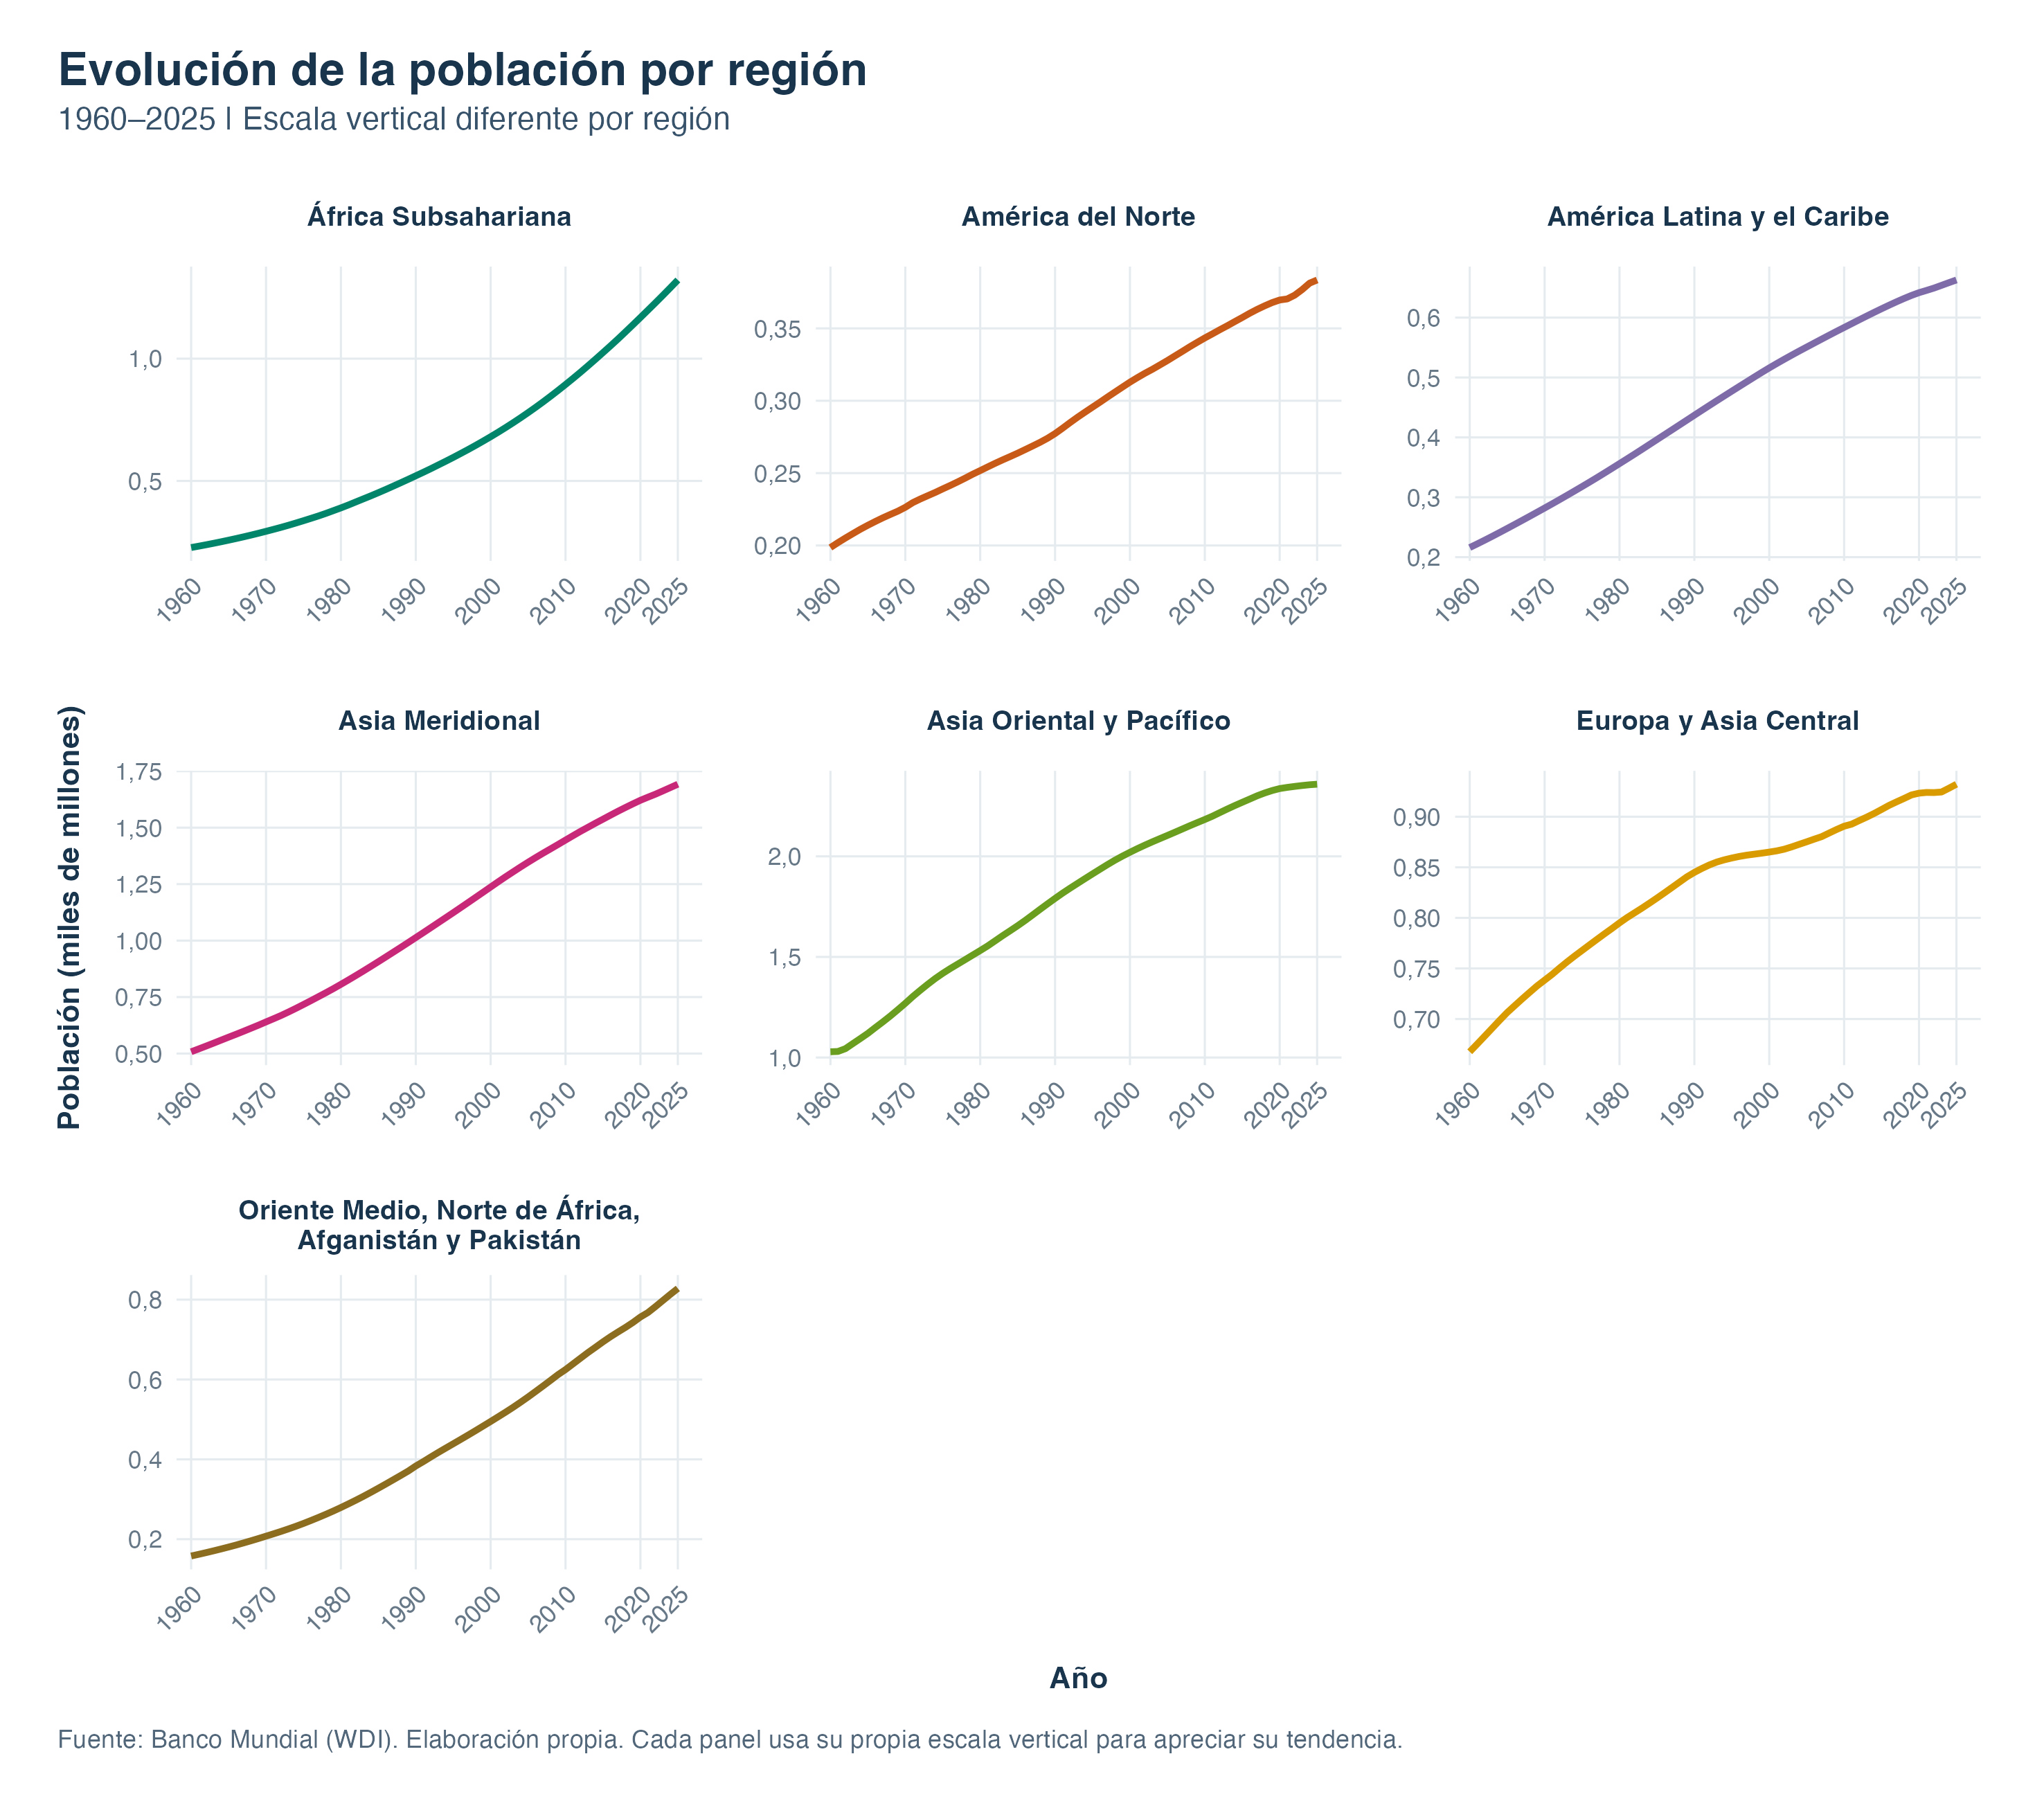 Evolución de la población por región
1960–2025 | Escala vertical diferente por región
África Subsahariana
1,0
0,5
1960 1970 1980 1990 2000 2010 2020 2025
América del Norte
0,35
0,30
0,25
0,20
1960 1970 1980 1990 2000 2010 2020 2025
América Latina y el Caribe
0,6
0,5
0,4
0,3
0,2
1960 1970 1980 1990 2000 2010 2020 2025
Población (miles de millones)
Asia Meridional
1,75
1,50
1,25
1,00
0,75
0,50
1960 1970 1980 1990 2000 2010 2020 2025
Asia Oriental y Pacífico
2,0
1,5
1,0
1960 1970 1980 1990 2000 2010 2020 2025
Europa y Asia Central
0,90
0,85
0,80
0,75
0,70
1960 1970 1980 1990 2000 2010 2020 2025
Oriente Medio, Norte de África,
Afganistán y Pakistán
0,8
0,6
0,4
0,2
1960 1970 1980 1990 2000 2010 2020 2025
Año
Fuente: Banco Mundial (WDI). Elaboración propia. Cada panel usa su propia escala vertical para apreciar su tendencia.